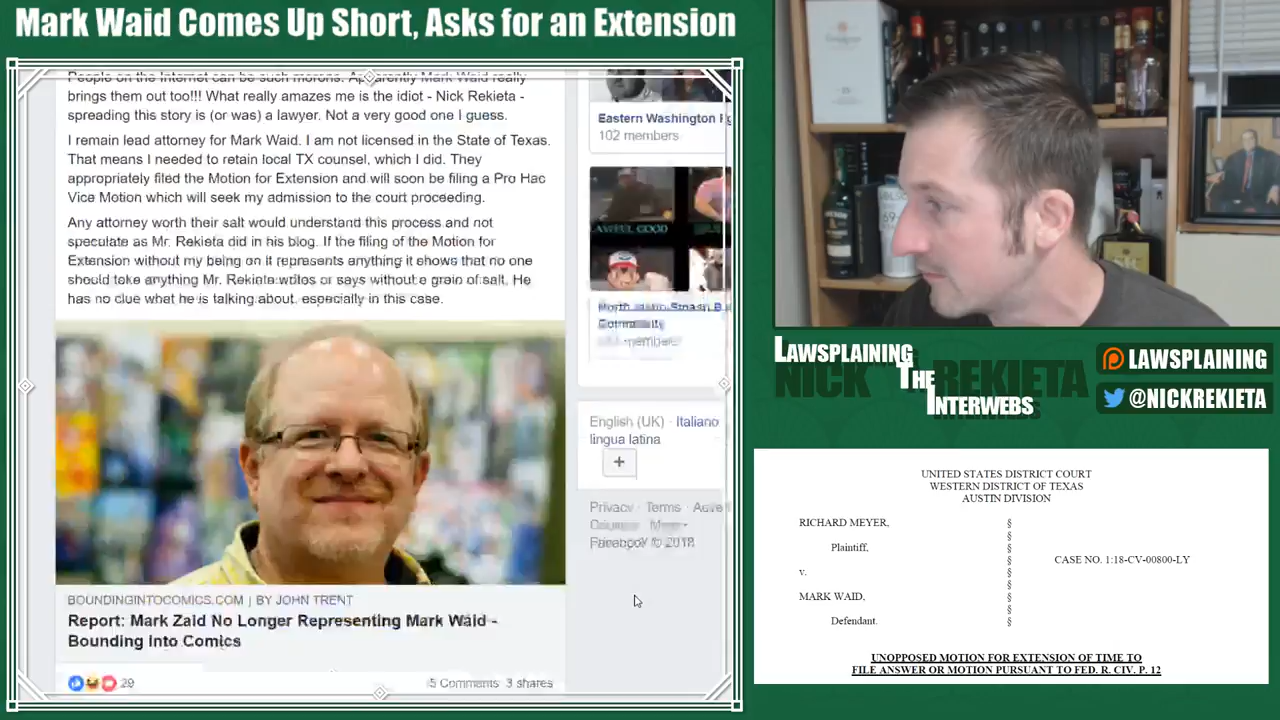 Mark Waid Comes Up Short, Asks for an Extension
People on the Internet can be such morons. Apparently Mark Waid really
brings them out too!!! What really amazes me is the idiot - Nick Rekieta -
spreading this story is (or was) a lawyer. Not a very good one I guess.
I remain lead attorney for Mark Waid. I am not licensed in the State of Texas.
That means I needed to retain local TX counsel, which I did. They
appropriately filed the Motion for Extension and will soon be filing a Pro Hac
Vice Motion which will seek my admission to the court proceeding.
Any attorney worth their salt would understand this process and not
speculate as Mr. Rekieta did in his blog. If the filing of the Motion for
Extension without my being on it represents anything it shows that no one
should take anything Mr. Rekieta writes or says without e grain of salt. He
has no clue what he is talking about, especially in this case.
BOUNDINGINTOCOMICS.COM | BY JOHN TRENT
Report: Mark Zaid No Longer Representing Mark Waid -
Bounding Into Comics
29
5 Comments 3 shares
Eastern Washington
102 members
LAWFUL GOOD
English (UK) · Italiano
lingua latina
+
Privacy · Terms ·
2018
LAWSPLAINING
THE
INTERWEBS
NICK REKIETA
LAWSPLAINING
@NICKREKIETA
UNITED STATES DISTRICT COURT
WESTERN DISTRICT OF TEXAS
AUSTIN DIVISION
RICHARD MEYER, §
§
Plaintiff, §
§ CASE NO. 1:18-CV-00800-LY
v. §
§
MARK WAID, §
§
Defendant. §
UNOPPOSED MOTION FOR EXTENSION OF TIME TO
FILE ANSWER OR MOTION PURSUANT TO FED. R. CIV. P. 12